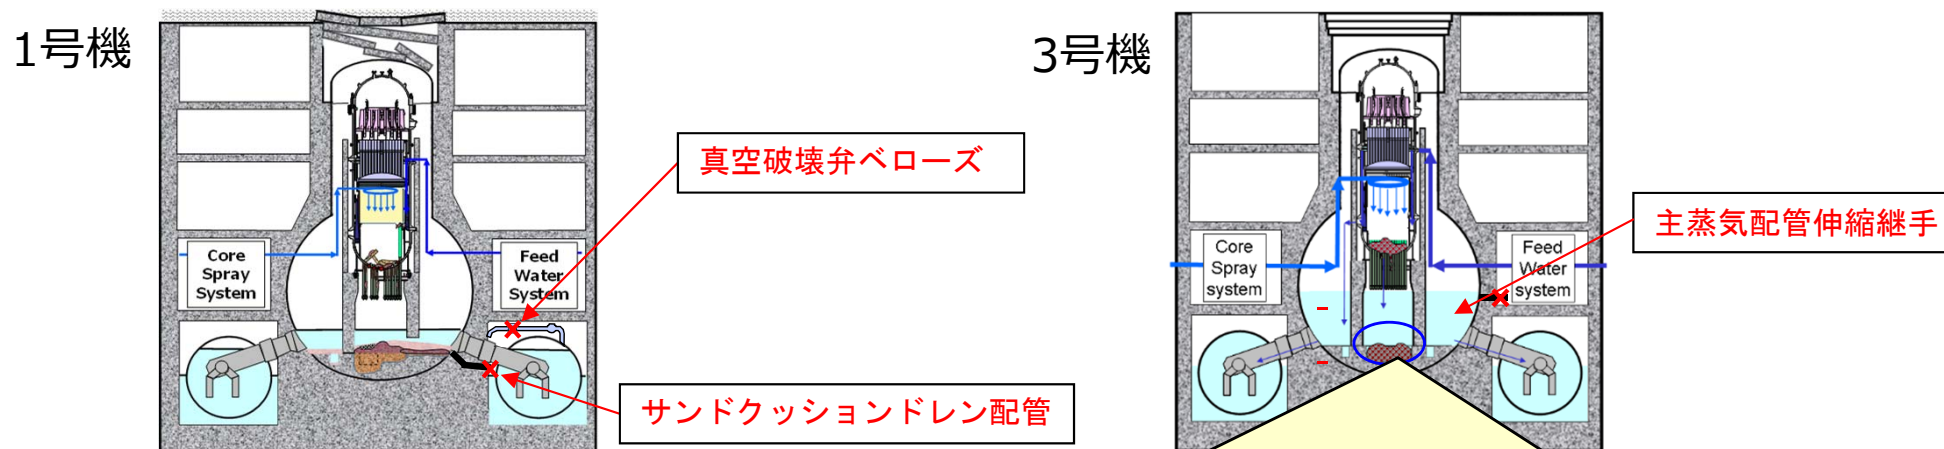 1号機
真空破壊弁ベローズ
Core
Spray
System
Feed
Water
System
サンドクッションドレン配管
3号機
主蒸気配管伸縮継手
Core
Spray
system
Feed
Water
system